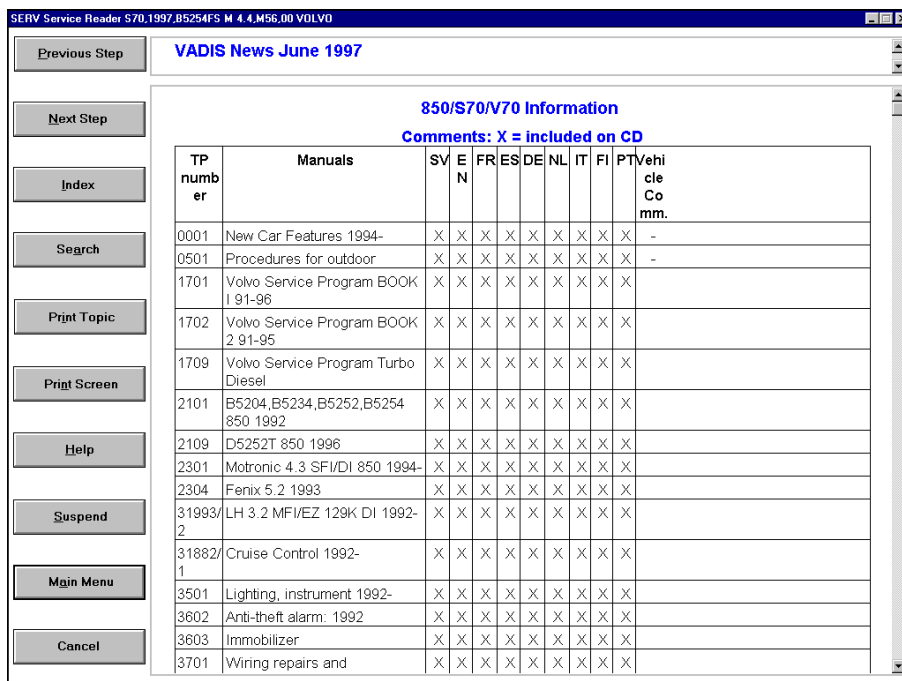 SERV Service Reader S70,1997,B5254FS M 4.4,M56,00 VOLVO
Previous Step
Next Step
Index
Search
Print Topic
Print Screen
Help
Suspend
Main Menu
Cancel
VADIS News June 1997
850/S70/V70 Information
Comments: X = included on CD
TP numb er Manuals SV E N FR ES DE NL IT FI PT Vehi cle Co mm.
0001 New Car Features 1994- X X X X X X X X X -
0501 Procedures for outdoor X X X X X X X X X -
1701 Volvo Service Program BOOK X X X X X X X X X
I 91-96
1702 Volvo Service Program BOOK X X X X X X X X X
2 91-95
1709 Volvo Service Program Turbo X X X X X X X X X
Diesel
2101 B5204,B5234,B5252,B5254 X X X X X X X X X
850 1992
2109 D5252T 850 1996 X X X X X X X X X
2301 Motronic 4.3 SFI/DI 850 1994- X X X X X X X X X
2304 Fenix 5.2 1993 X X X X X X X X X
31993/ LH 3.2 MFI/EZ 129K DI 1992- X X X X X X X X X
2
31882/ Cruise Control 1992- X X X X X X X X X
1
3501 Lighting, instrument 1992- X X X X X X X X X
3602 Anti-theft alarm: 1992 X X X X X X X X X
3603 Immobilizer X X X X X X X X X
3701 Wiring repairs and X X X X X X X X X